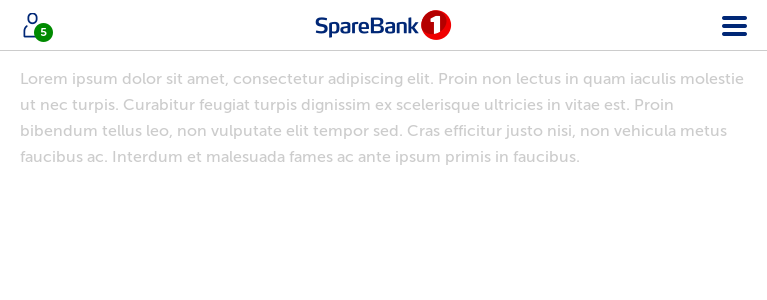 5
SpareBank 1
Lorem ipsum dolor sit amet, consectetur adipiscing elit. Proin non lectus in quam iaculis molestie
ut nec turpis. Curabitur feugiat turpis dignissim ex scelerisque ultricies in vitae est. Proin
bibendum tellus leo, non vulputate elit tempor sed. Cras efficitur justo nisi, non vehicula metus
faucibus ac. Interdum et malesuada fames ac ante ipsum primis in faucibus.